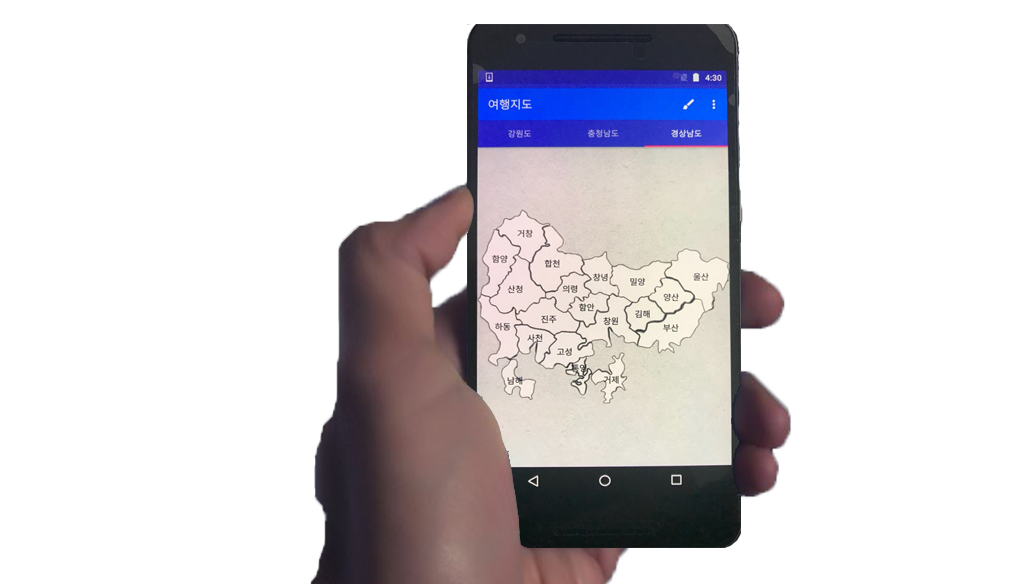 4:30
여행지도
강원도 충청남도 경상남도
거창
함양 합천
창녕 밀양 울산
산청 의령
양산
함안
진주 창원 김해
하동 부산
사천
고성
통영
남해 거제